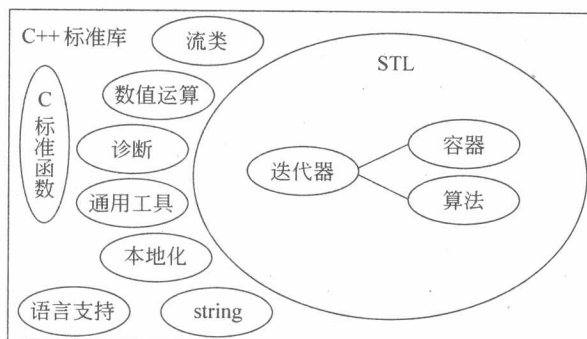 C++ 标准库
流类
STL
数值运算
C标准函数
诊断
容器
迭代器
通用工具
算法
本地化
语言支持
string